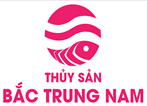 THỦY SẢN
BẮC TRUNG NAM